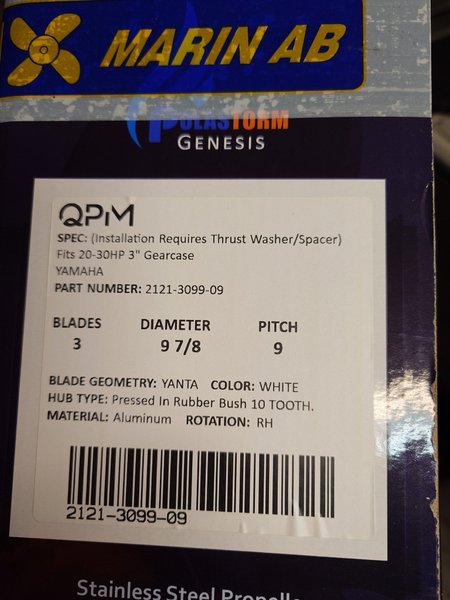 MARIN AB
POLASTORM
GENESIS
QPM
SPEC: (Installation Requires Thrust Washer/Spacer)
Fits 20-30HP 3" Gearcase
YAMAHA
PART NUMBER: 2121-3099-09
BLADES DIAMETER PITCH
3 9 7/8 9
BLADE GEOMETRY: YANTA COLOR: WHITE
HUB TYPE: Pressed In Rubber Bush 10 TOOTH.
MATERIAL: Aluminum ROTATION: RH
2121-3099-09
Stainless Steel